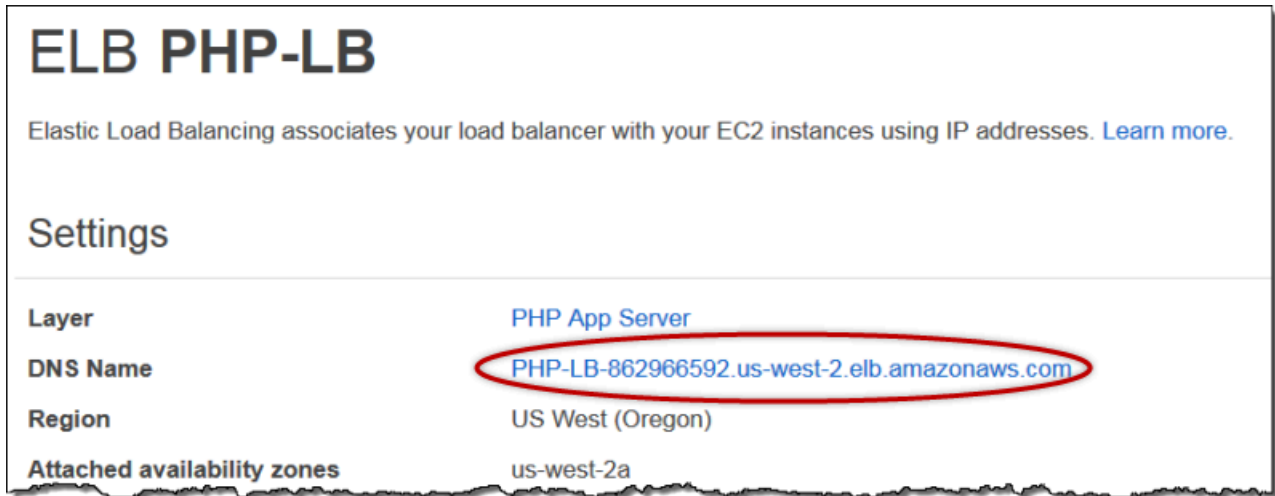 ELB PHP-LB
Elastic Load Balancing associates your load balancer with your EC2 instances using IP addresses. Learn more.
Settings
Layer PHP App Server
DNS Name PHP-LB-862966592.us-west-2.elb.amazonaws.com
Region US West (Oregon)
Attached availability zones us-west-2a